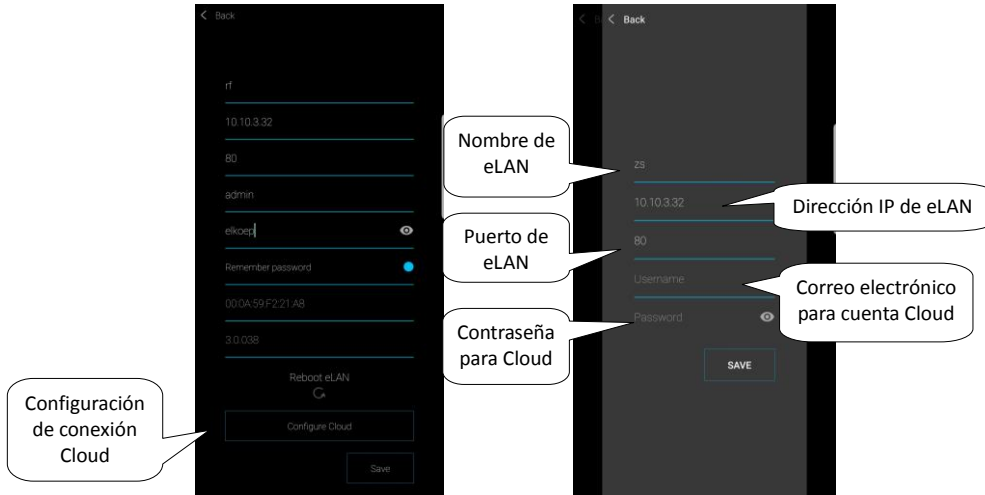 Back
rf
10.10.3.32
80
admin
elkoep
Remember password
00:0A:59:F2:21:A8
3.0.038
Reboot eLAN
Configure Cloud
Save
Configuración
de conexión
Cloud
Back
zs
10.10.3.32
80
Username
Password
SAVE
Nombre de
eLAN
Dirección IP de eLAN
Puerto de
eLAN
Correo electrónico
para cuenta Cloud
Contraseña
para Cloud